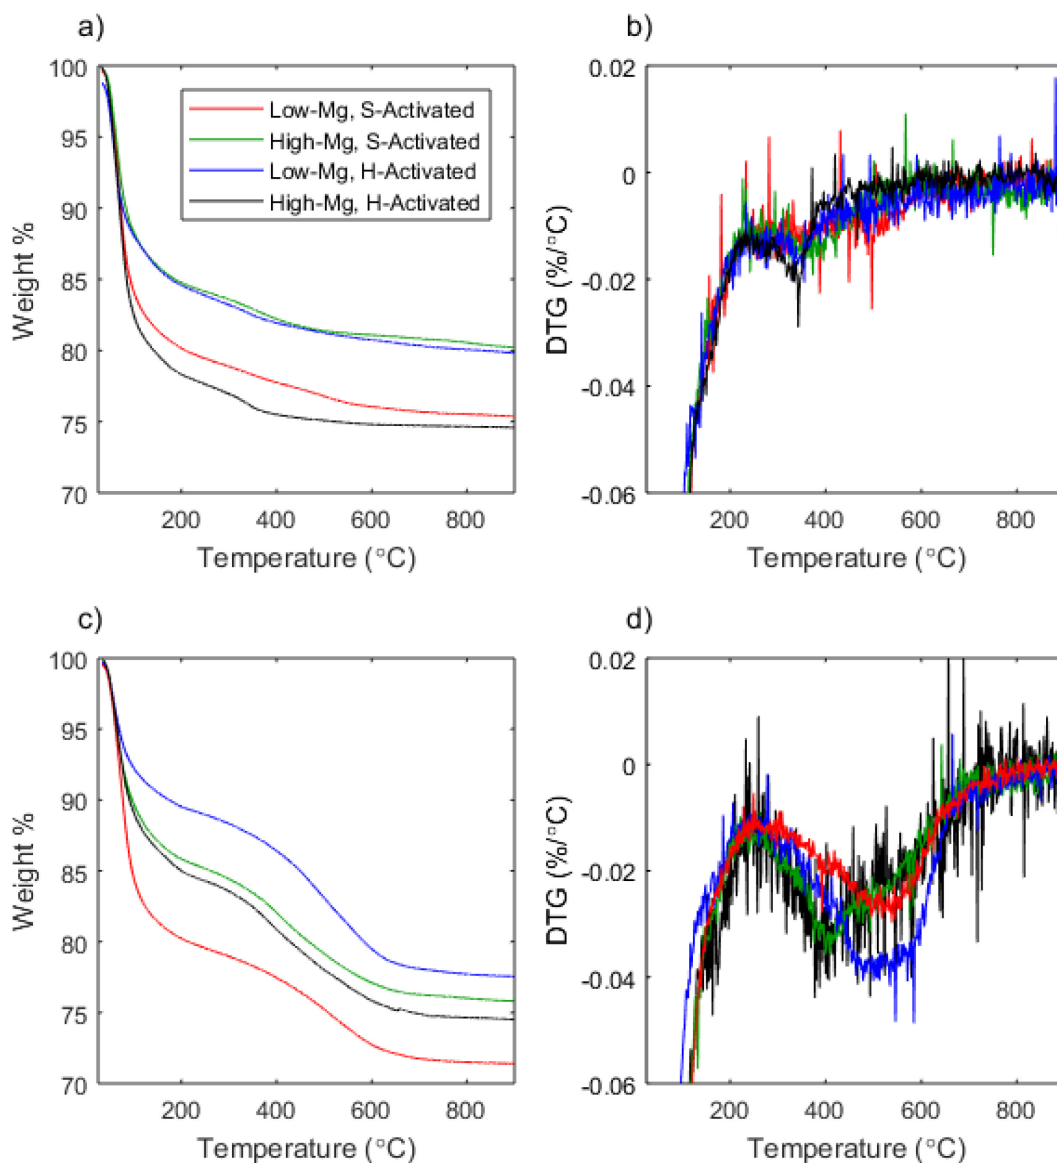 a)
100
95
90
85
80
75
70
Weight %
200
400
600
800
Temperature (°C)
Low-Mg, S-Activated
High-Mg, S-Activated
Low-Mg, H-Activated
High-Mg, H-Activated
b)
0.02
0
-0.02
-0.04
-0.06
DTG (%/°C)
200
400
600
800
Temperature (°C)
c)
100
95
90
85
80
75
70
Weight %
200
400
600
800
Temperature (°C)
d)
0.02
0
-0.02
-0.04
-0.06
DTG (%/°C)
200
400
600
800
Temperature (°C)